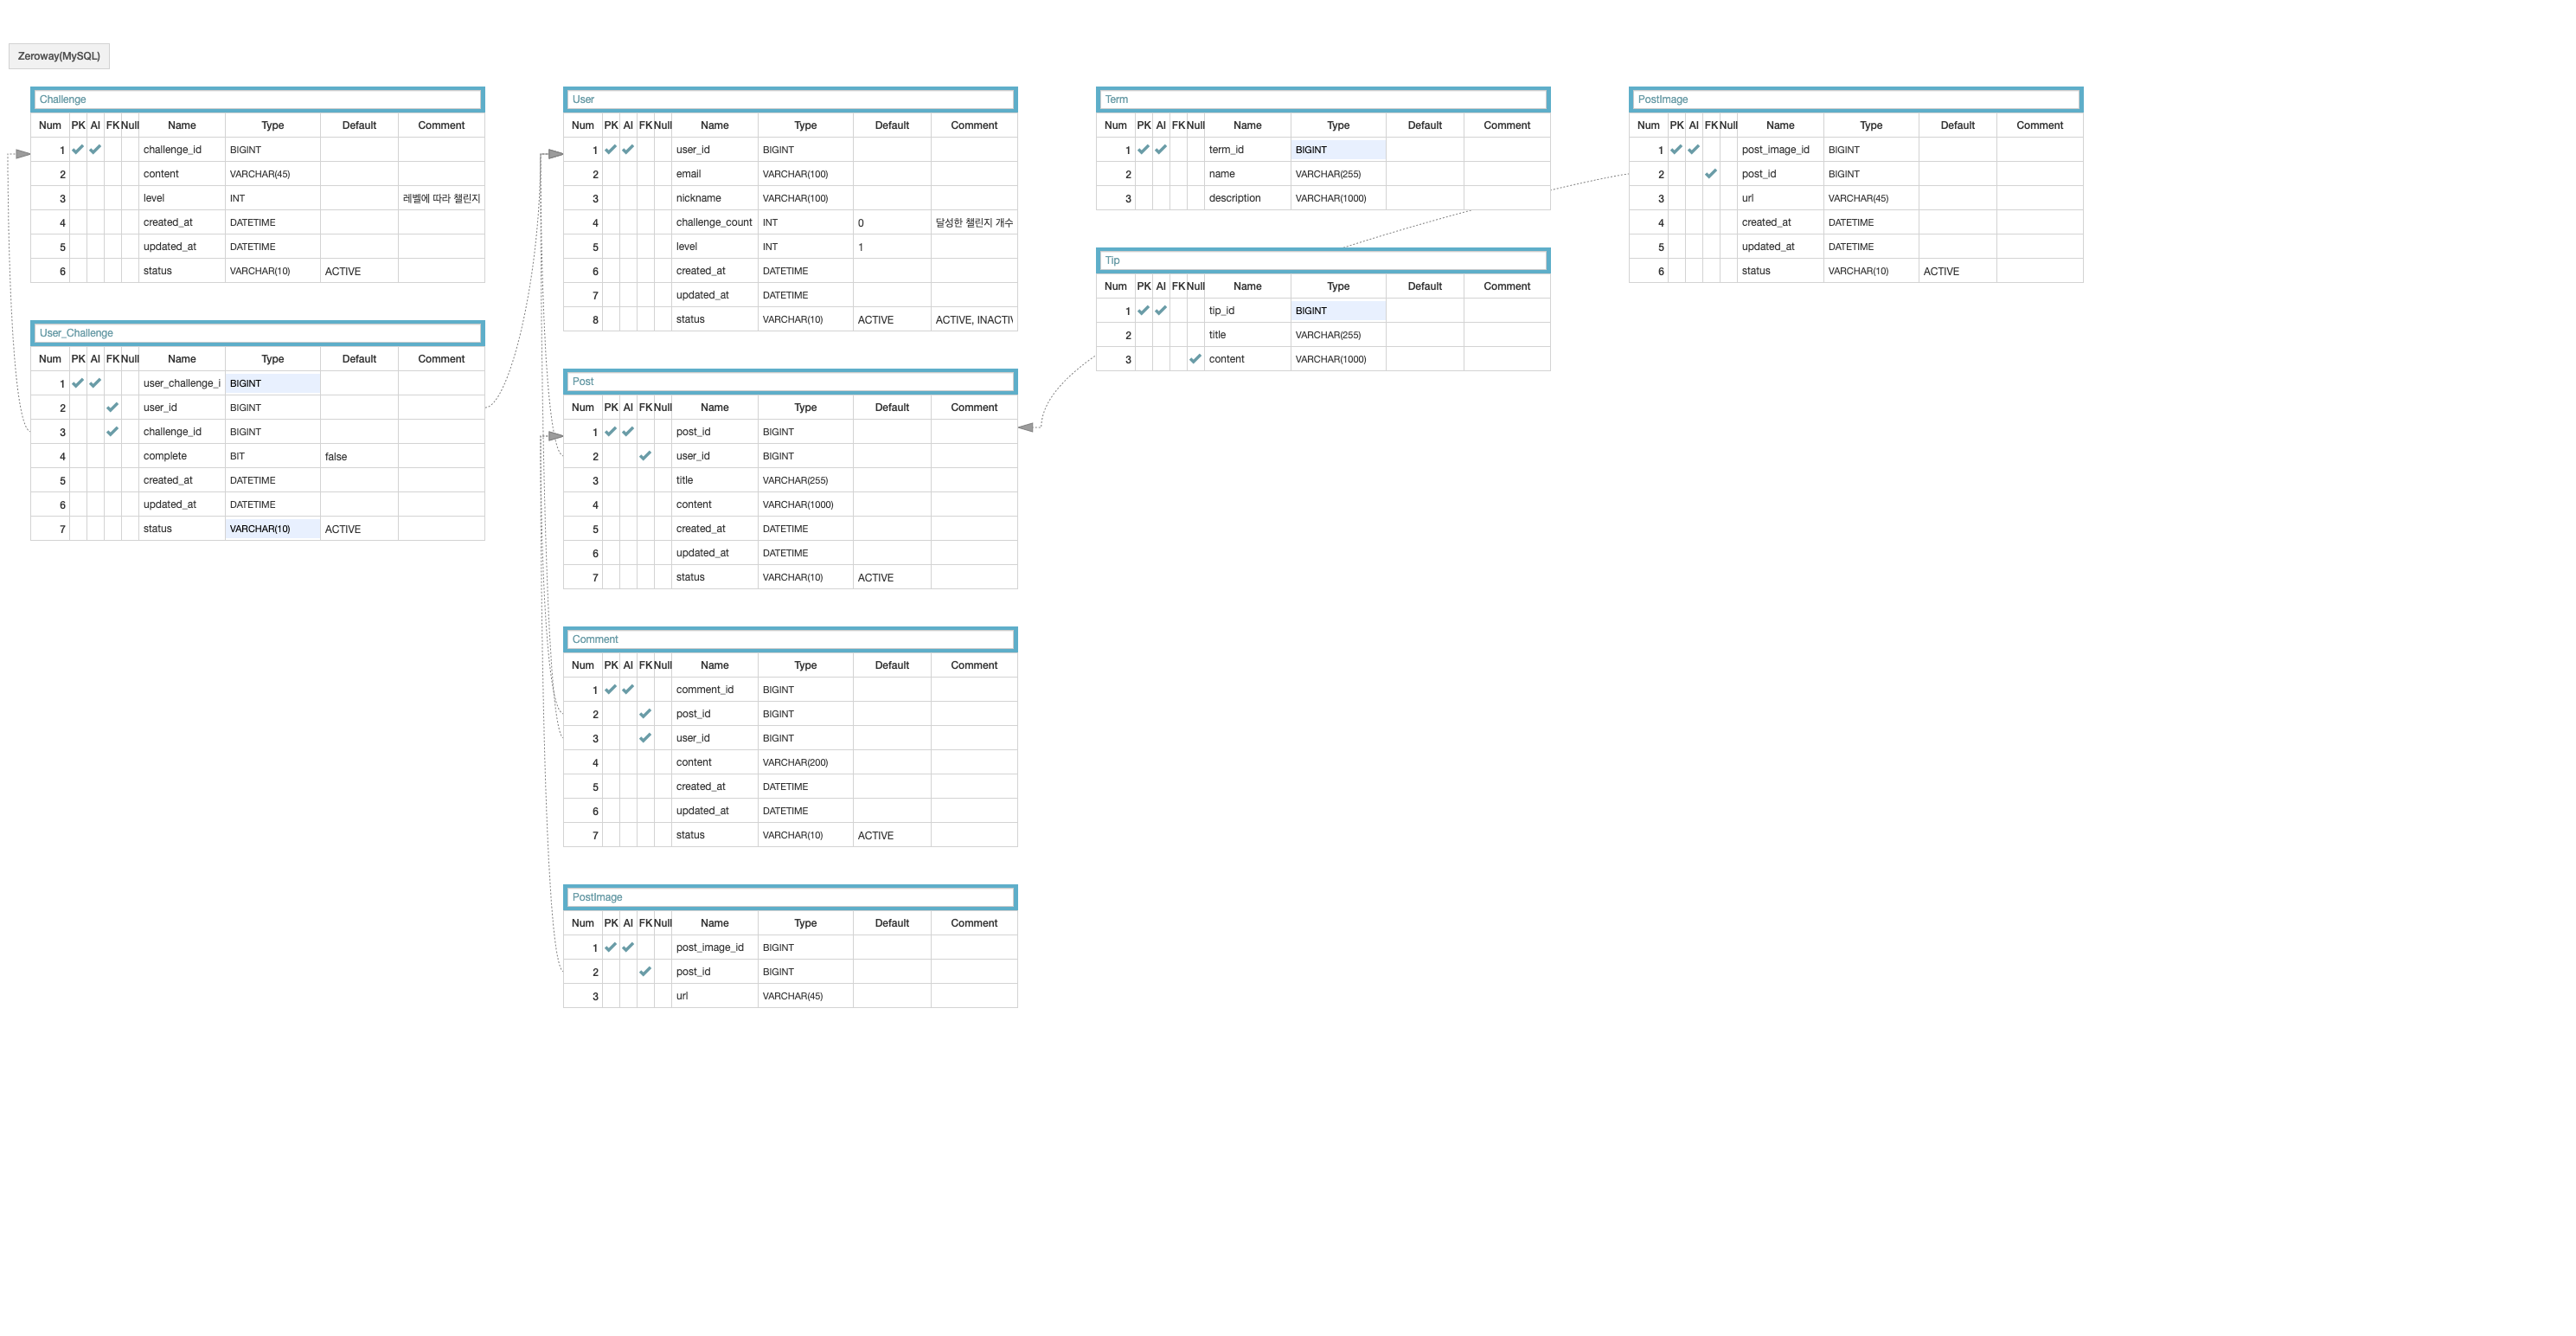 Zeroway(MySQL)
Challenge
Num PK AI FK Null Name Type Default Comment
1 challenge_id BIGINT
2 content VARCHAR(45)
3 level INT 레벨에 따라 챌린지
4 created_at DATETIME
5 updated_at DATETIME
6 status VARCHAR(10) ACTIVE
User_Challenge
Num PK AI FK Null Name Type Default Comment
1 user_challenge_i BIGINT
2 user_id BIGINT
3 challenge_id BIGINT
4 complete BIT false
5 created_at DATETIME
6 updated_at DATETIME
7 status VARCHAR(10) ACTIVE
User
Num PK AI FK Null Name Type Default Comment
1 user_id BIGINT
2 email VARCHAR(100)
3 nickname VARCHAR(100)
4 challenge_count INT 0 달성한 챌린지 개수
5 level INT 1
6 created_at DATETIME
7 updated_at DATETIME
8 status VARCHAR(10) ACTIVE ACTIVE, INACTIV
Post
Num PK AI FK Null Name Type Default Comment
1 post_id BIGINT
2 user_id BIGINT
3 title VARCHAR(255)
4 content VARCHAR(1000)
5 created_at DATETIME
6 updated_at DATETIME
7 status VARCHAR(10) ACTIVE
Comment
Num PK AI FK Null Name Type Default Comment
1 comment_id BIGINT
2 post_id BIGINT
3 user_id BIGINT
4 content VARCHAR(200)
5 created_at DATETIME
6 updated_at DATETIME
7 status VARCHAR(10) ACTIVE
PostImage
Num PK AI FK Null Name Type Default Comment
1 post_image_id BIGINT
2 post_id BIGINT
3 url VARCHAR(45)
Term
Num PK AI FK Null Name Type Default Comment
1 term_id BIGINT
2 name VARCHAR(255)
3 description VARCHAR(1000)
Tip
Num PK AI FK Null Name Type Default Comment
1 tip_id BIGINT
2 title VARCHAR(255)
3 content VARCHAR(1000)
PostImage
Num PK AI FK Null Name Type Default Comment
1 post_image_id BIGINT
2 post_id BIGINT
3 url VARCHAR(45)
4 created_at DATETIME
5 updated_at DATETIME
6 status VARCHAR(10) ACTIVE